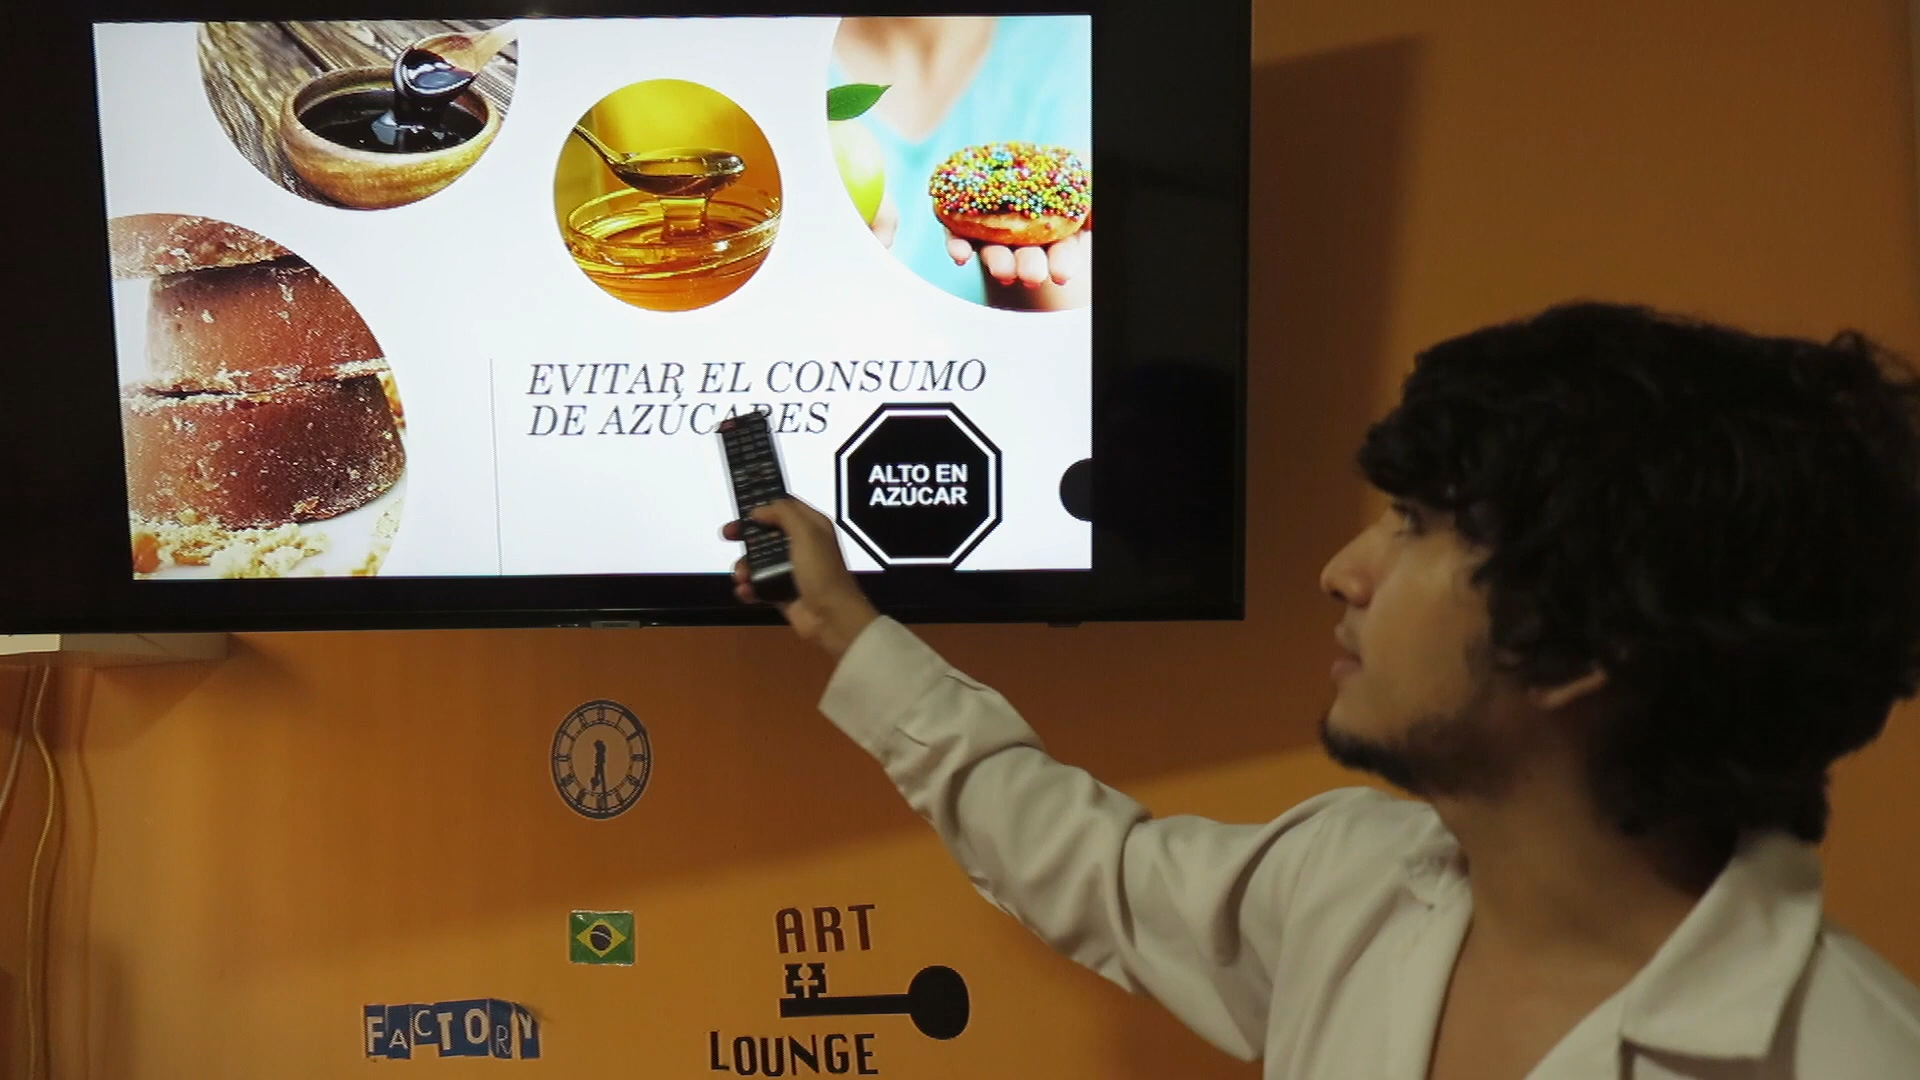 EVITAR EL CONSUMO
DE AZÚCARES
ALTO EN
AZÚCAR
ART
LOUNGE
FACTORY